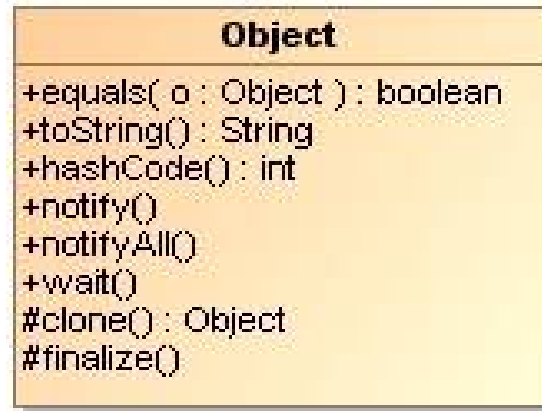 Object
+equals( o : Object ) : boolean
+toString() : String
+hashCode() : int
+notify()
+notifyAll()
+wait()
#clone() : Object
#finalize()